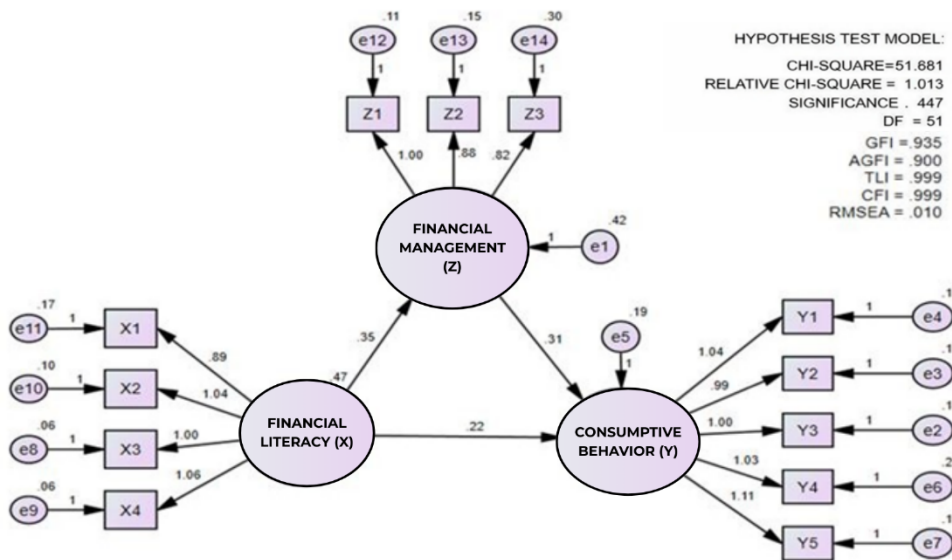 .11
.15
.30
e12
e13
e14
1
1
1
Z1
Z2
Z3
1.00
.88
.82
HYPOTHESIS TEST MODEL:
CHI-SQUARE=51.681
RELATIVE CHI-SQUARE = 1.013
SIGNIFICANCE . 447
DF = 51
GFI =.935
AGFI =.900
TLI = .999
CFI = .999
RMSEA = .010
FINANCIAL
MANAGEMENT
(Z)
.42
1
e1
.17
e11
1
X1
.10
e10
1
X2
.06
e8
1
X3
.06
e9
1
X4
.89
1.04
1.00
1.06
.47
FINANCIAL
LITERACY (X)
.35
.31
.22
.19
e5
1
CONSUMPTIVE
BEHAVIOR (Y)
1.04
.99
1.00
1.03
1.11
Y1
1
.1
e4
Y2
1
.1
e3
Y3
1
.1
e2
Y4
1
.2
e6
Y5
1
.1
e7